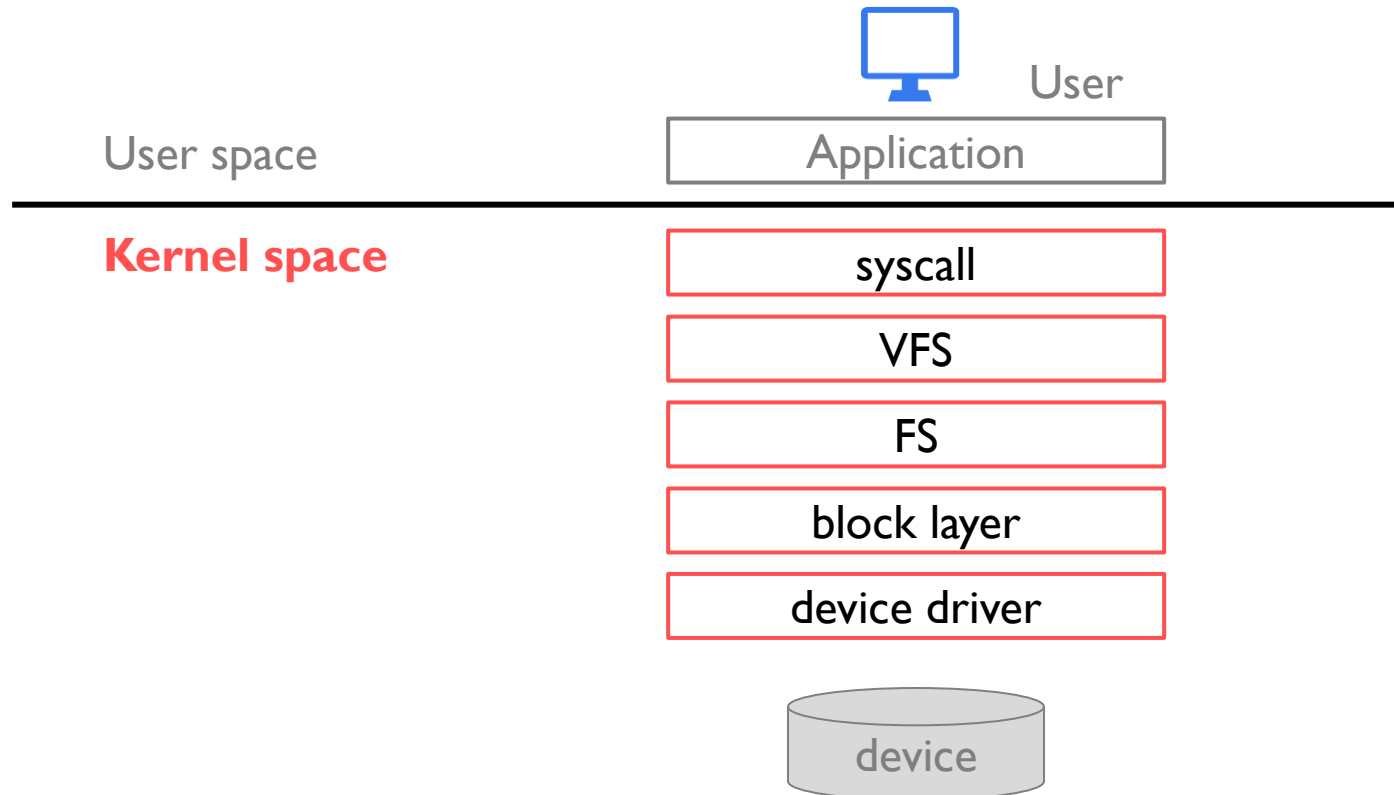 User
User space
Application
Kernel space
syscall
VFS
FS
block layer
device driver
device